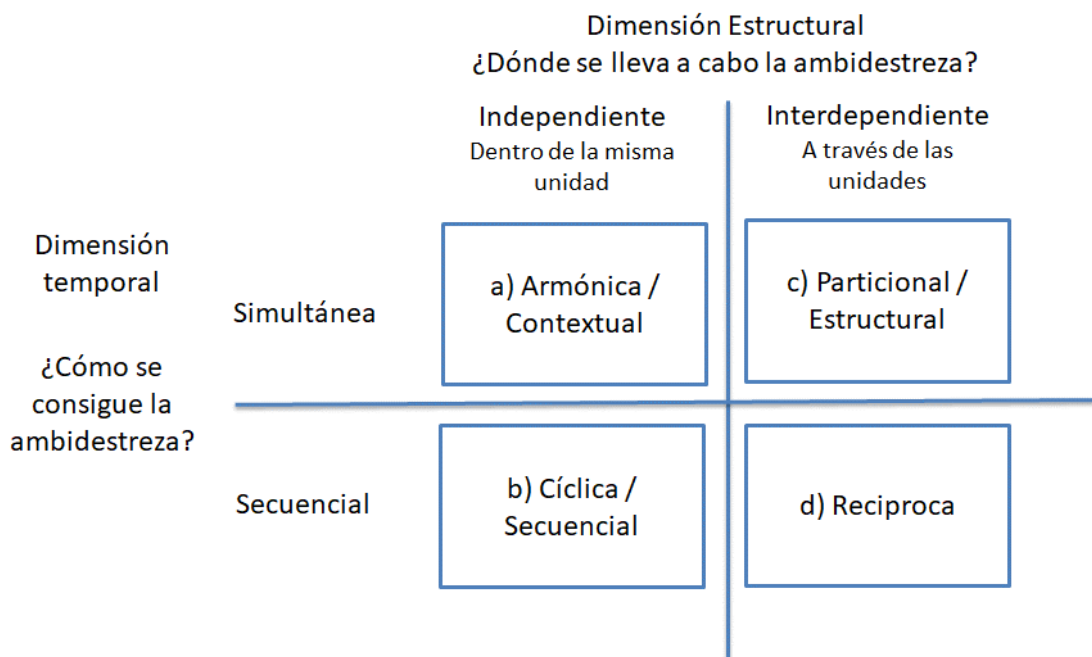 Dimensión Estructural
¿Dónde se lleva a cabo la ambidestreza?
Independiente
Dentro de la misma
unidad
Interdependiente
A través de las
unidades
Dimensión
temporal
¿Cómo se
consigue la
ambidestreza?
Simultánea
a) Armónica /
Contextual
c) Particional /
Estructural
Secuencial
b) Cíclica /
Secuencial
d) Reciproca